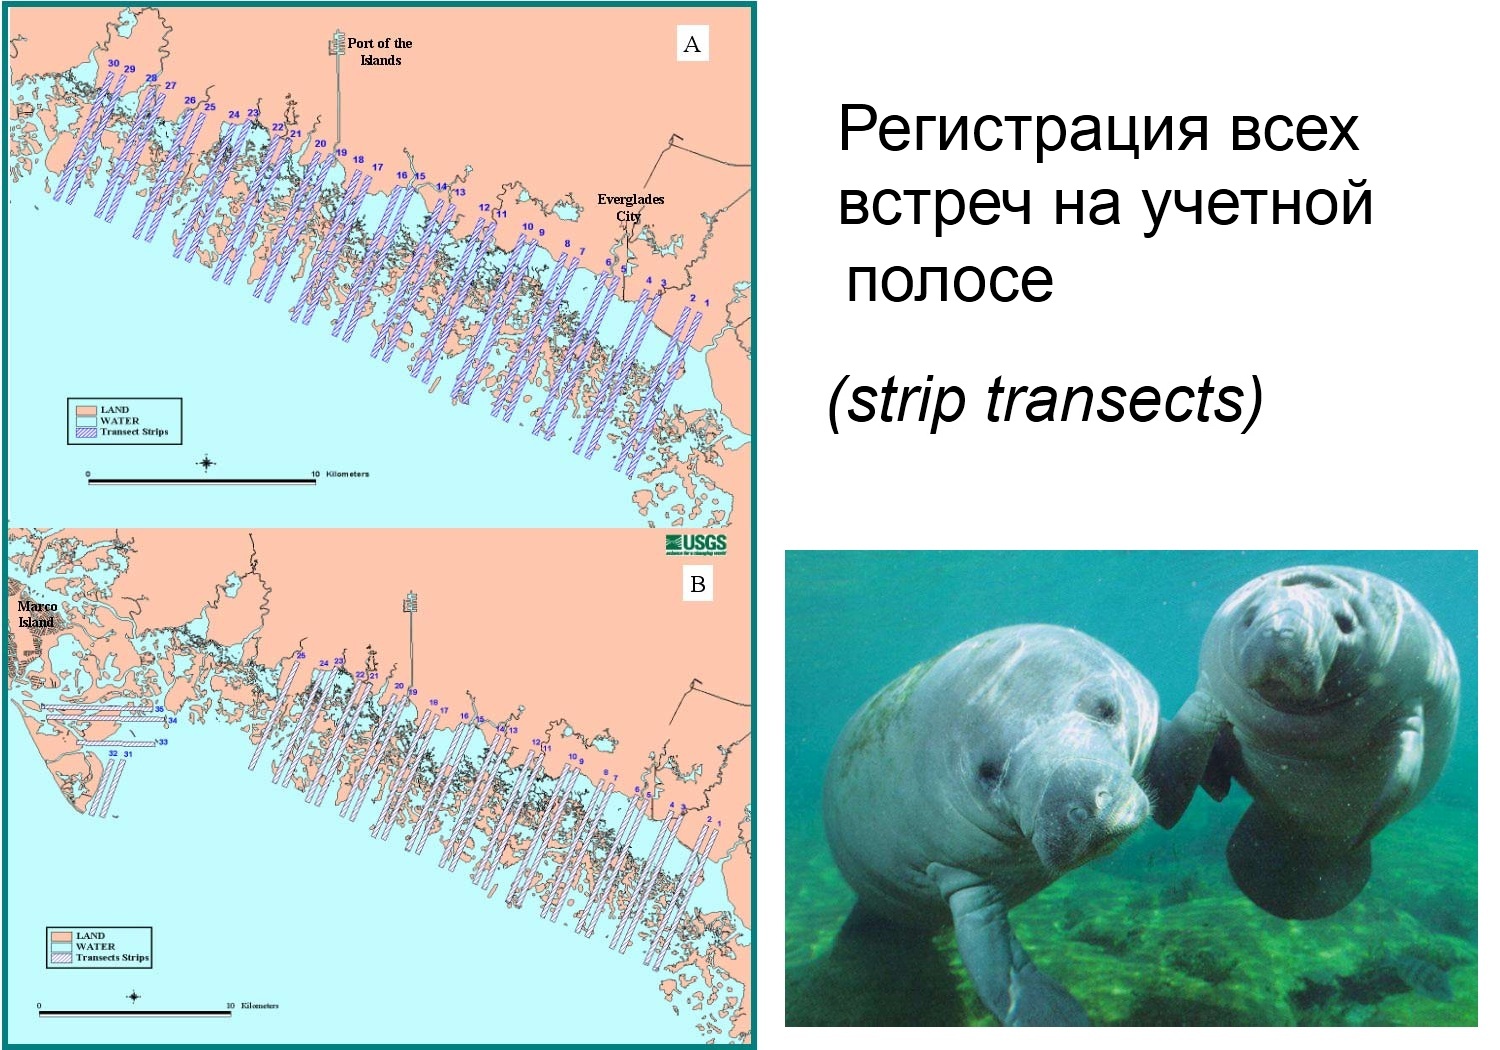 A
Port of the
Islands
30
29
28
27
26
25
24
23
22
21
20
19
18
17
16
15
14
13
12
11
10
9
8
7
6
5
4
3
2
1
Everglades
City
LAND
WATER
Transect Strips
0
10 Kilometers
USGS
science for a changing world
B
Marco
Island
25
24
23
22
21
20
19
18
17
16
15
14
13
12
11
10
9
8
7
6
5
4
3
2
1
35
34
33
32
31
LAND
WATER
Transects Strips
0
10 Kilometers
Регистрация всех
встреч на учетной
полосе
(strip transects)